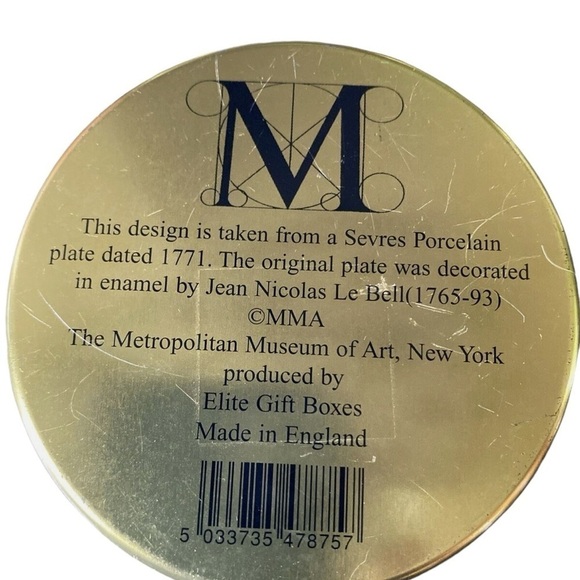 M
This design is taken from a Sevres Porcelain
plate dated 1771. The original plate was decorated
in enamel by Jean Nicolas Le Bell(1765-93)
©MMA
The Metropolitan Museum of Art, New York
produced by
Elite Gift Boxes
Made in England
5 033735 478757